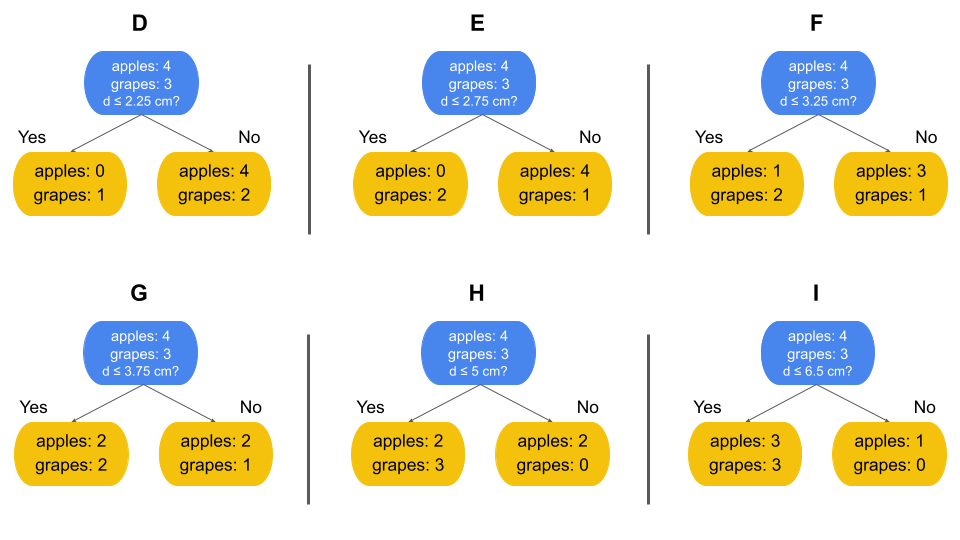 D
apples: 4
grapes: 3
d ≤ 2.25 cm?
Yes
No
apples: 0
grapes: 1
apples: 4
grapes: 2
E
apples: 4
grapes: 3
d ≤ 2.75 cm?
Yes
No
apples: 0
grapes: 2
apples: 4
grapes: 1
F
apples: 4
grapes: 3
d ≤ 3.25 cm?
Yes
No
apples: 1
grapes: 2
apples: 3
grapes: 1
G
apples: 4
grapes: 3
d ≤ 3.75 cm?
Yes
No
apples: 2
grapes: 2
apples: 2
grapes: 1
H
apples: 4
grapes: 3
d ≤ 5 cm?
Yes
No
apples: 2
grapes: 3
apples: 2
grapes: 0
I
apples: 4
grapes: 3
d ≤ 6.5 cm?
Yes
No
apples: 3
grapes: 3
apples: 1
grapes: 0